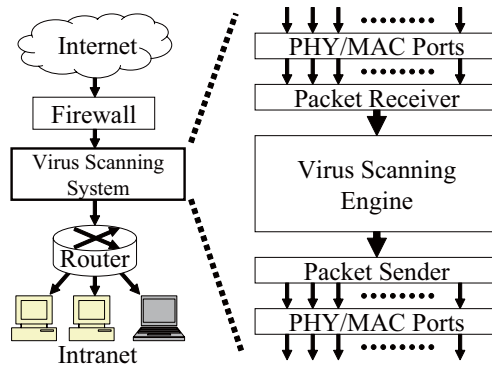 Internet
Firewall
Virus Scanning
System
Router
Intranet
PHY/MAC Ports
Packet Receiver
Virus Scanning
Engine
Packet Sender
PHY/MAC Ports